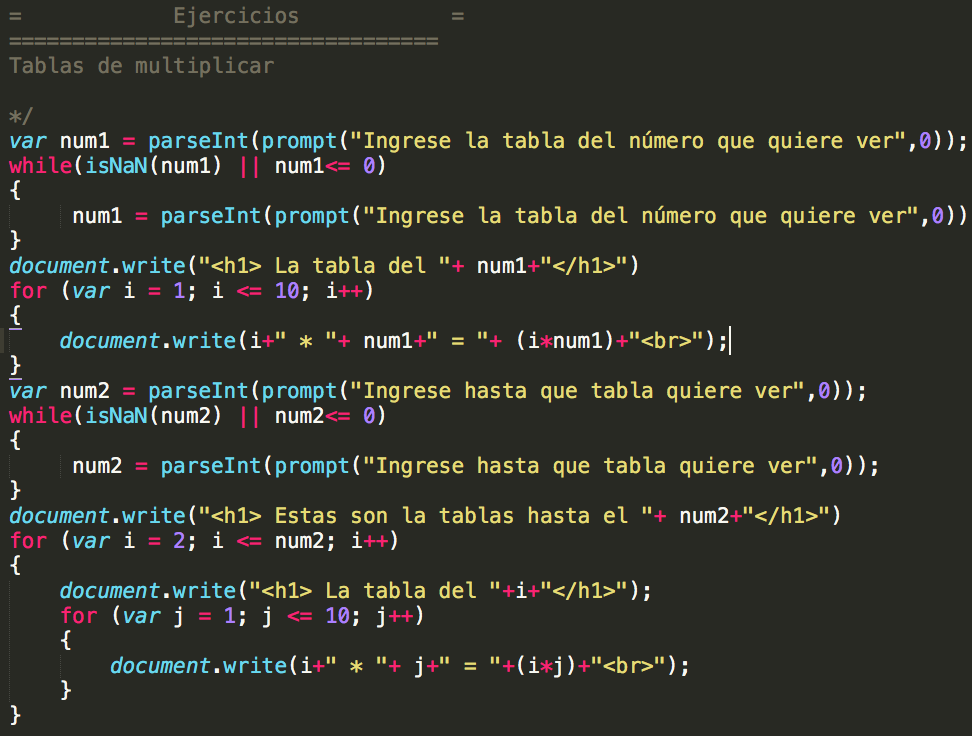 =            Ejercicios            =
==================================
Tablas de multiplicar

*/
var num1 = parseInt(prompt("Ingrese la tabla del número que quiere ver",0));
while(isNaN(num1) || num1<= 0)
{
     num1 = parseInt(prompt("Ingrese la tabla del número que quiere ver",0))
}
document.write("<h1> La tabla del "+ num1+"</h1>")
for (var i = 1; i <= 10; i++)
{
    document.write(i+" * "+ num1+" = "+ (i*num1)+"<br>");
}
var num2 = parseInt(prompt("Ingrese hasta que tabla quiere ver",0));
while(isNaN(num2) || num2<= 0)
{
     num2 = parseInt(prompt("Ingrese hasta que tabla quiere ver",0));
}
document.write("<h1> Estas son la tablas hasta el "+ num2+"</h1>")
for (var i = 2; i <= num2; i++)
{
    document.write("<h1> La tabla del "+i+"</h1>");
    for (var j = 1; j <= 10; j++)
    {
        document.write(i+" * "+ j+" = "+(i*j)+"<br>");
    }
}